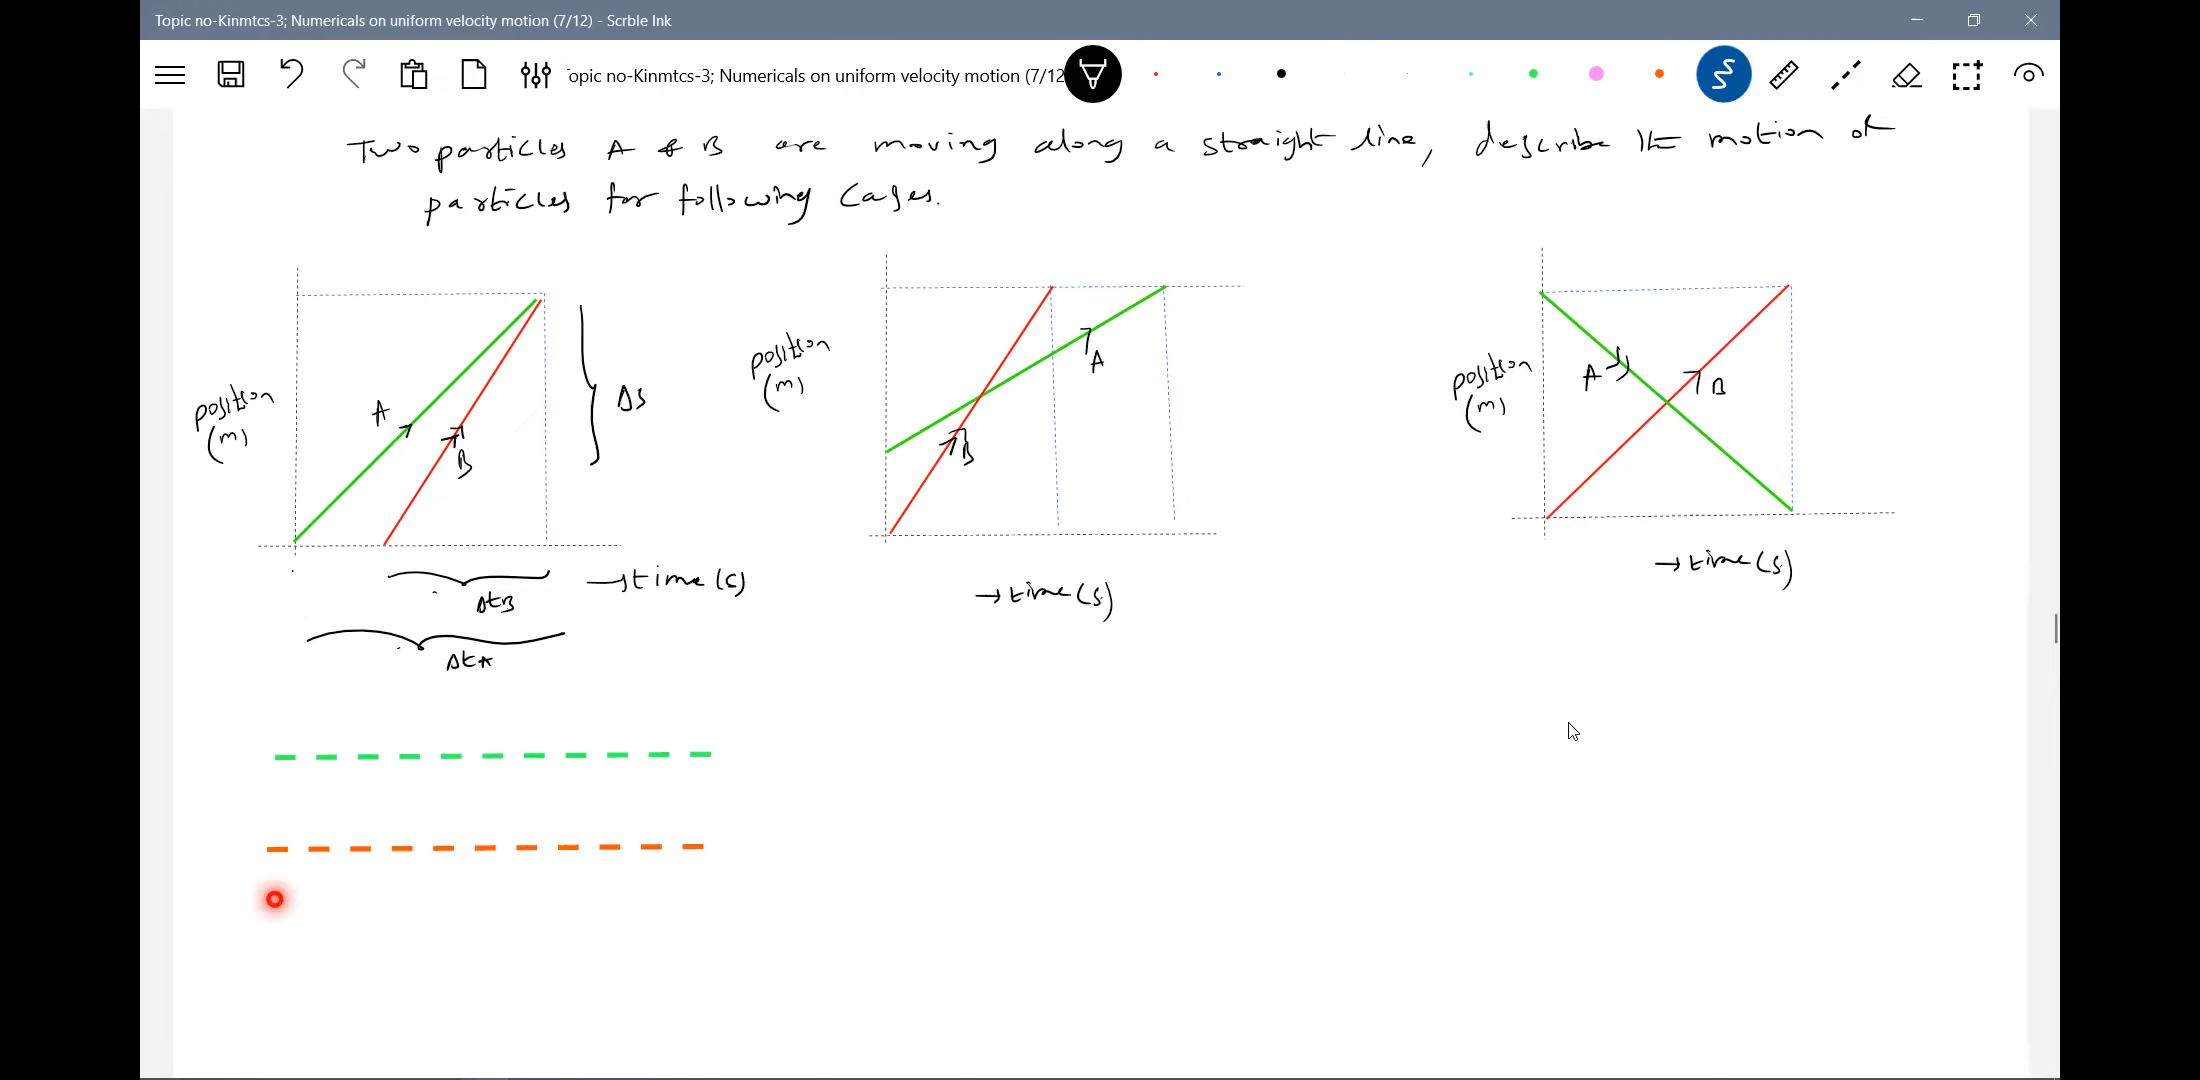 Topic no-Kinmtcs-3; Numericals on uniform velocity motion (7/12) - Scrble Ink
opic no-Kinmtcs-3; Numericals on uniform velocity motion (7/12
Two particles A & B are moving along a straight line, describe the motion of
particles for following cases.
position
(m)
A
B
Δs
→time(s)
ΔtB
ΔtA
position
(m)
A
B
→time(s)
position
(m)
A
B
→time(s)